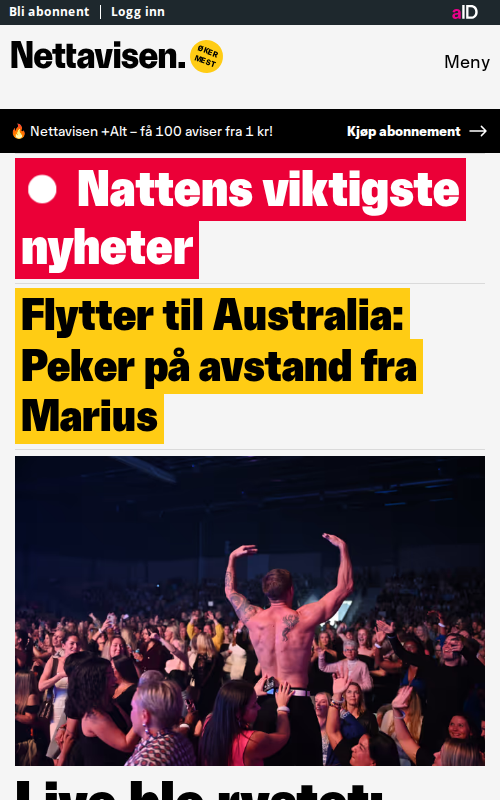 Bli abonnent
Logg inn
aID
Nettavisen.
ØKER
MEST
Meny
🔥 Nettavisen +Alt – få 100 aviser fra 1 kr!
Kjøp abonnement →
Nattens viktigste
nyheter
Flytter til Australia:
Peker på avstand fra
Marius